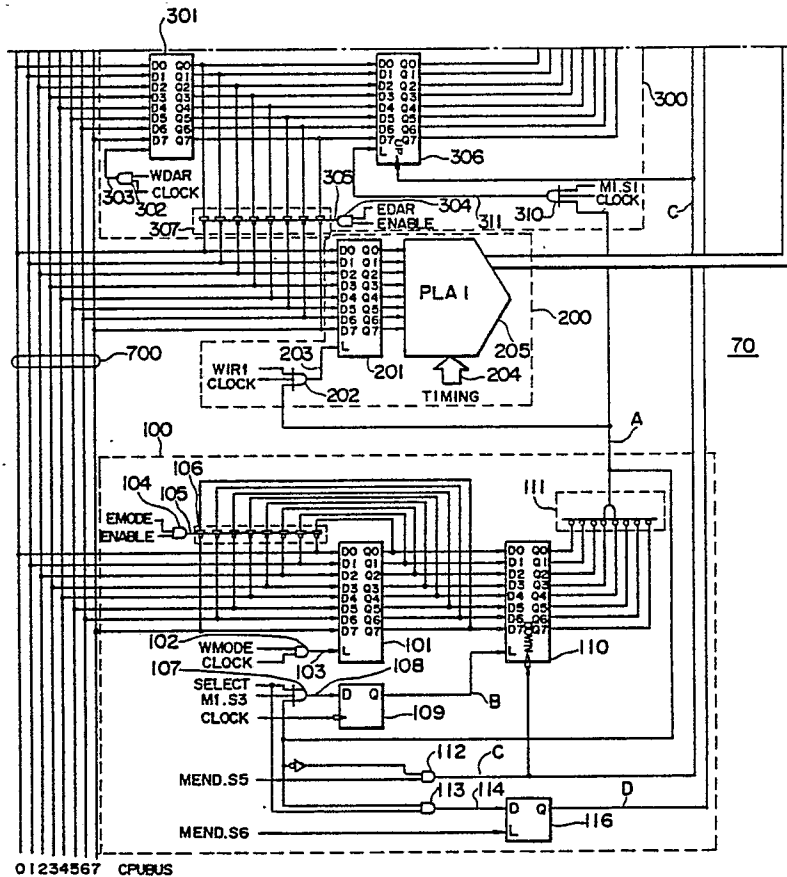 301
D0 Q0
D1 Q1
D2 Q2
D3 Q3
D4 Q4
D5 Q5
D6 Q6
D7 Q7
L
D0 Q0
D1 Q1
D2 Q2
D3 Q3
D4 Q4
D5 Q5
D6 Q6
D7 Q7
L UP
300
306
WDAR
CLOCK
303
302
305
304
EDAR
ENABLE
307
311
M1.S1
CLOCK
310
C
D0 Q0
D1 Q1
D2 Q2
D3 Q3
D4 Q4
D5 Q5
D6 Q6
D7 Q7
L
PLA 1
200
205
70
700
203
201
WIR1
CLOCK
202
204
TIMING
A
100
106
104
105
EMODE
ENABLE
111
D0 Q0
D1 Q1
D2 Q2
D3 Q3
D4 Q4
D5 Q5
D6 Q6
D7 Q7
L
D0 Q0
D1 Q1
D2 Q2
D3 Q3
D4 Q4
D5 Q5
D6 Q6
D7 Q7
L DOWN
102
WMODE
CLOCK
103
101
110
107
108
SELECT
M1.S3
D Q
B
CLOCK
109
112
C
MEND.S5
113
114
D Q
L
D
MEND.S6
116
01234567 CPUBUS